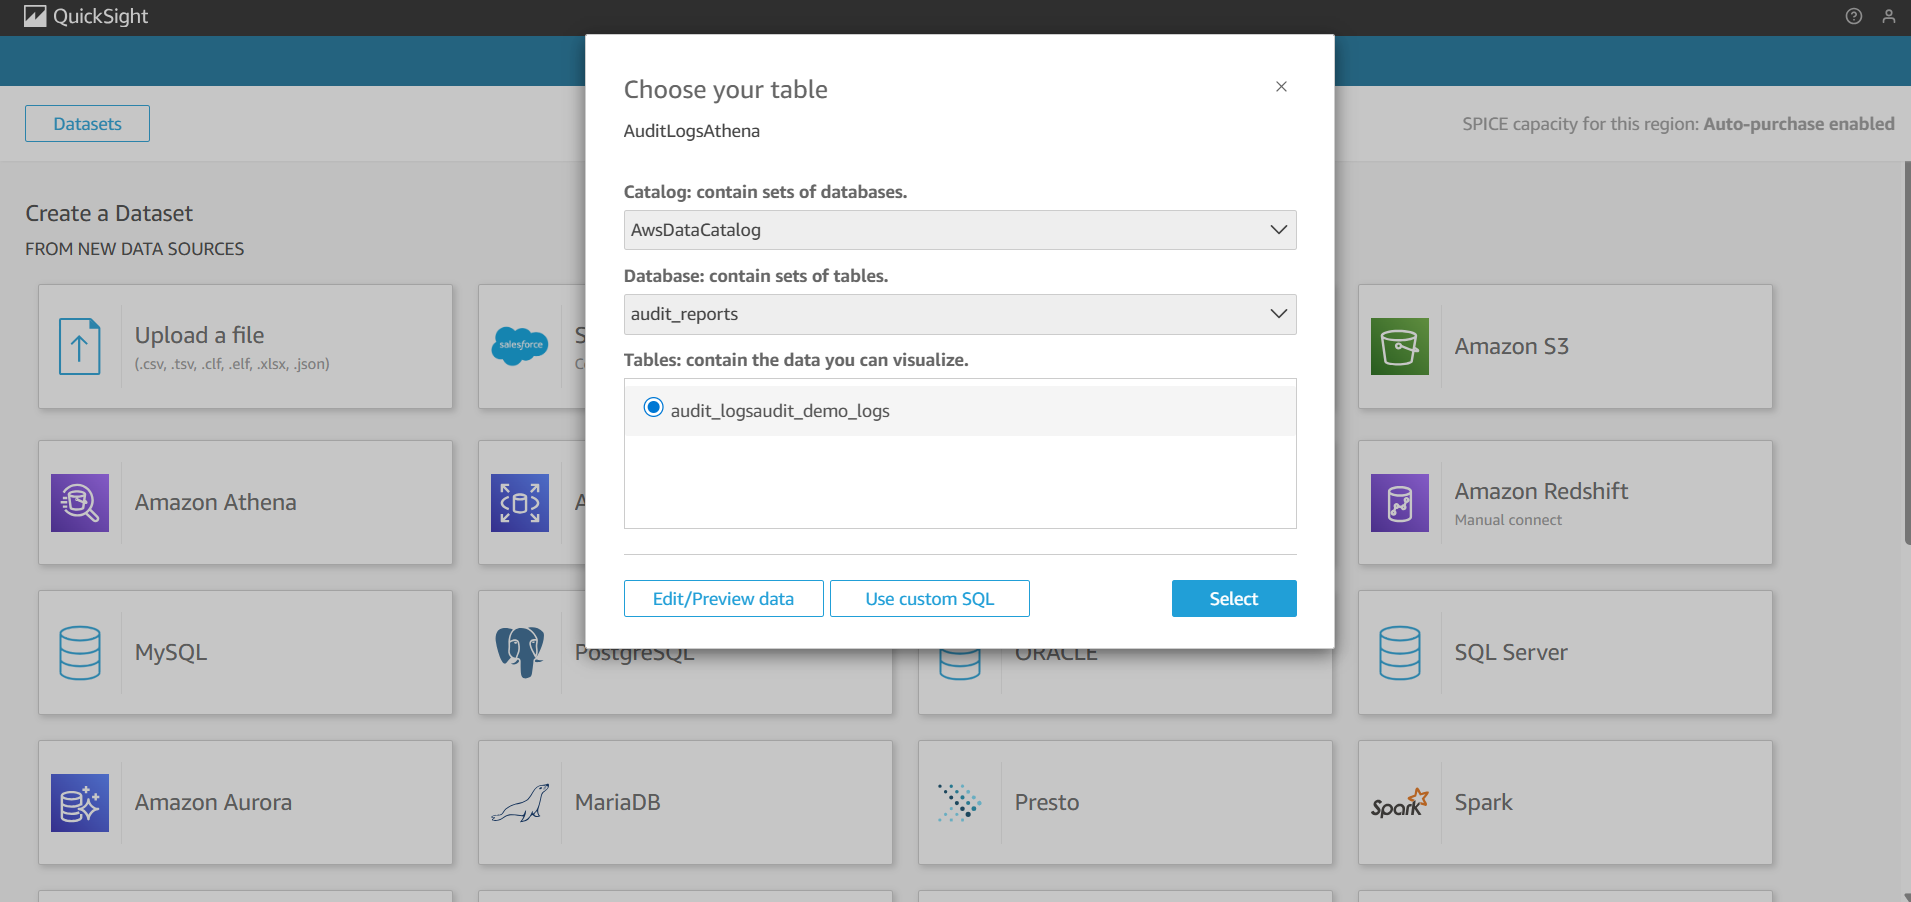 QuickSight
Datasets
SPICE capacity for this region: Auto-purchase enabled
Create a Dataset
FROM NEW DATA SOURCES
Choose your table
AuditLogsAthena
Catalog: contain sets of databases.
AwsDataCatalog
Database: contain sets of tables.
audit_reports
Tables: contain the data you can visualize.
audit_logsaudit_demo_logs
Edit/Preview data
Use custom SQL
Select
Upload a file
(.csv, .tsv, .clf, .elf, .xlsx, .json)
salesforce
Amazon S3
Amazon Athena
Amazon Redshift
Manual connect
MySQL
PostgreSQL
ORACLE
SQL Server
Amazon Aurora
MariaDB
Presto
Spark
Spark